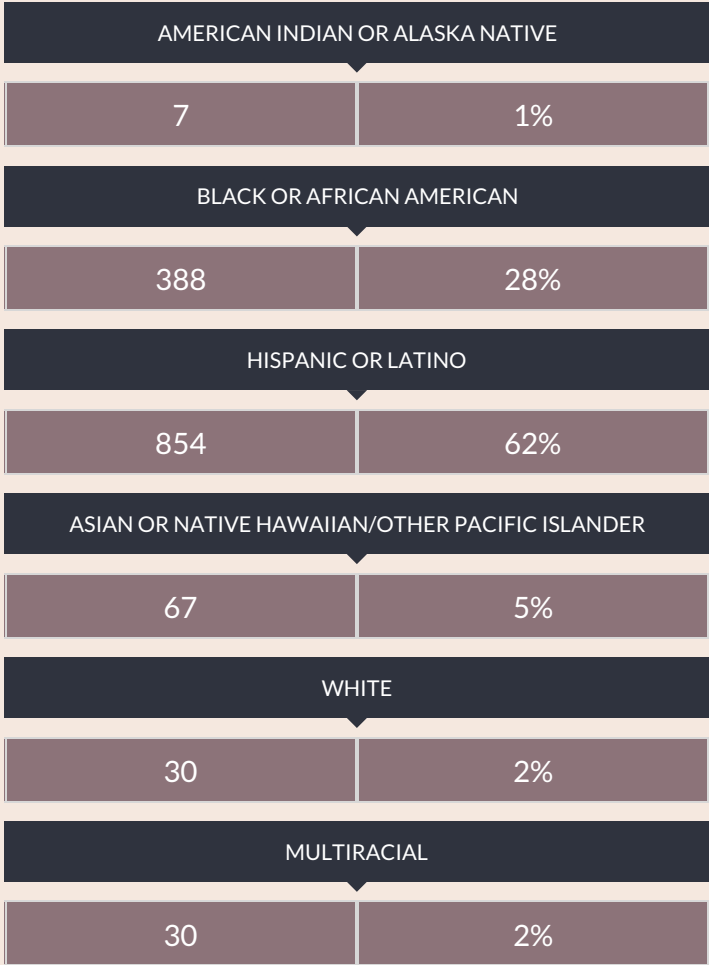 AMERICAN INDIAN OR ALASKA NATIVE
7 1%
BLACK OR AFRICAN AMERICAN
388 28%
HISPANIC OR LATINO
854 62%
ASIAN OR NATIVE HAWAIIAN/OTHER PACIFIC ISLANDER
67 5%
WHITE
30 2%
MULTIRACIAL
30 2%